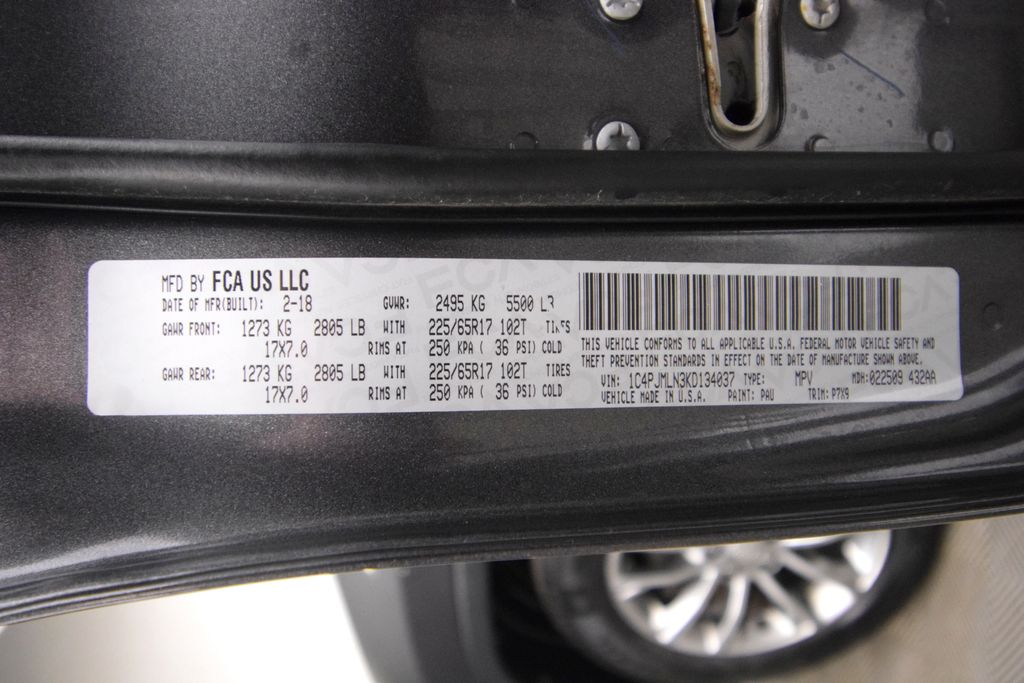 MFD BY FCA US LLC
DATE OF MFR(BUILT): 2-18 GVWR: 2495 KG 5500 LB
GAWR FRONT: 1273 KG 2805 LB WITH 225/65R17 102T TIRES
17X7.0 RIMS AT 250 KPA ( 36 PSI) COLD
GAWR REAR: 1273 KG 2805 LB WITH 225/65R17 102T TIRES
17X7.0 RIMS AT 250 KPA ( 36 PSI) COLD
THIS VEHICLE CONFORMS TO ALL APPLICABLE U.S.A. FEDERAL MOTOR VEHICLE SAFETY AND
THEFT PREVENTION STANDARDS IN EFFECT ON THE DATE OF MANUFACTURE SHOWN ABOVE.
VIN: 1C4PJMLN3KD134037 TYPE: MPV MDH:022509 432AA
VEHICLE MADE IN U.S.A. PAINT: PAU TRIM: P7X9